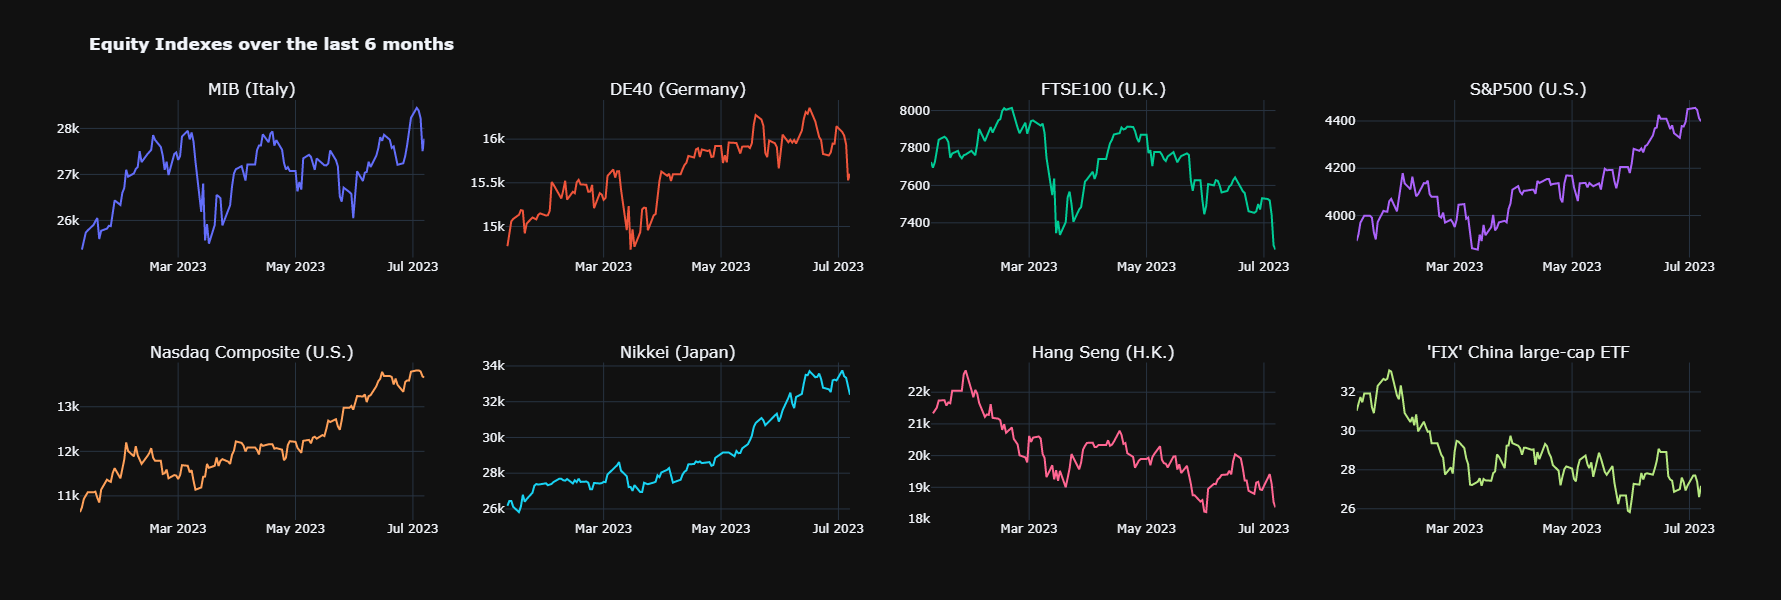 Equity Indexes over the last 6 months
MIB (Italy)
28k
27k
26k
Mar 2023 May 2023 Jul 2023
DE40 (Germany)
16k
15.5k
15k
Mar 2023 May 2023 Jul 2023
FTSE100 (U.K.)
8000
7800
7600
7400
Mar 2023 May 2023 Jul 2023
S&P500 (U.S.)
4400
4200
4000
Mar 2023 May 2023 Jul 2023
Nasdaq Composite (U.S.)
13k
12k
11k
Mar 2023 May 2023 Jul 2023
Nikkei (Japan)
34k
32k
30k
28k
26k
Mar 2023 May 2023 Jul 2023
Hang Seng (H.K.)
22k
21k
20k
19k
18k
Mar 2023 May 2023 Jul 2023
'FIX' China large-cap ETF
32
30
28
26
Mar 2023 May 2023 Jul 2023